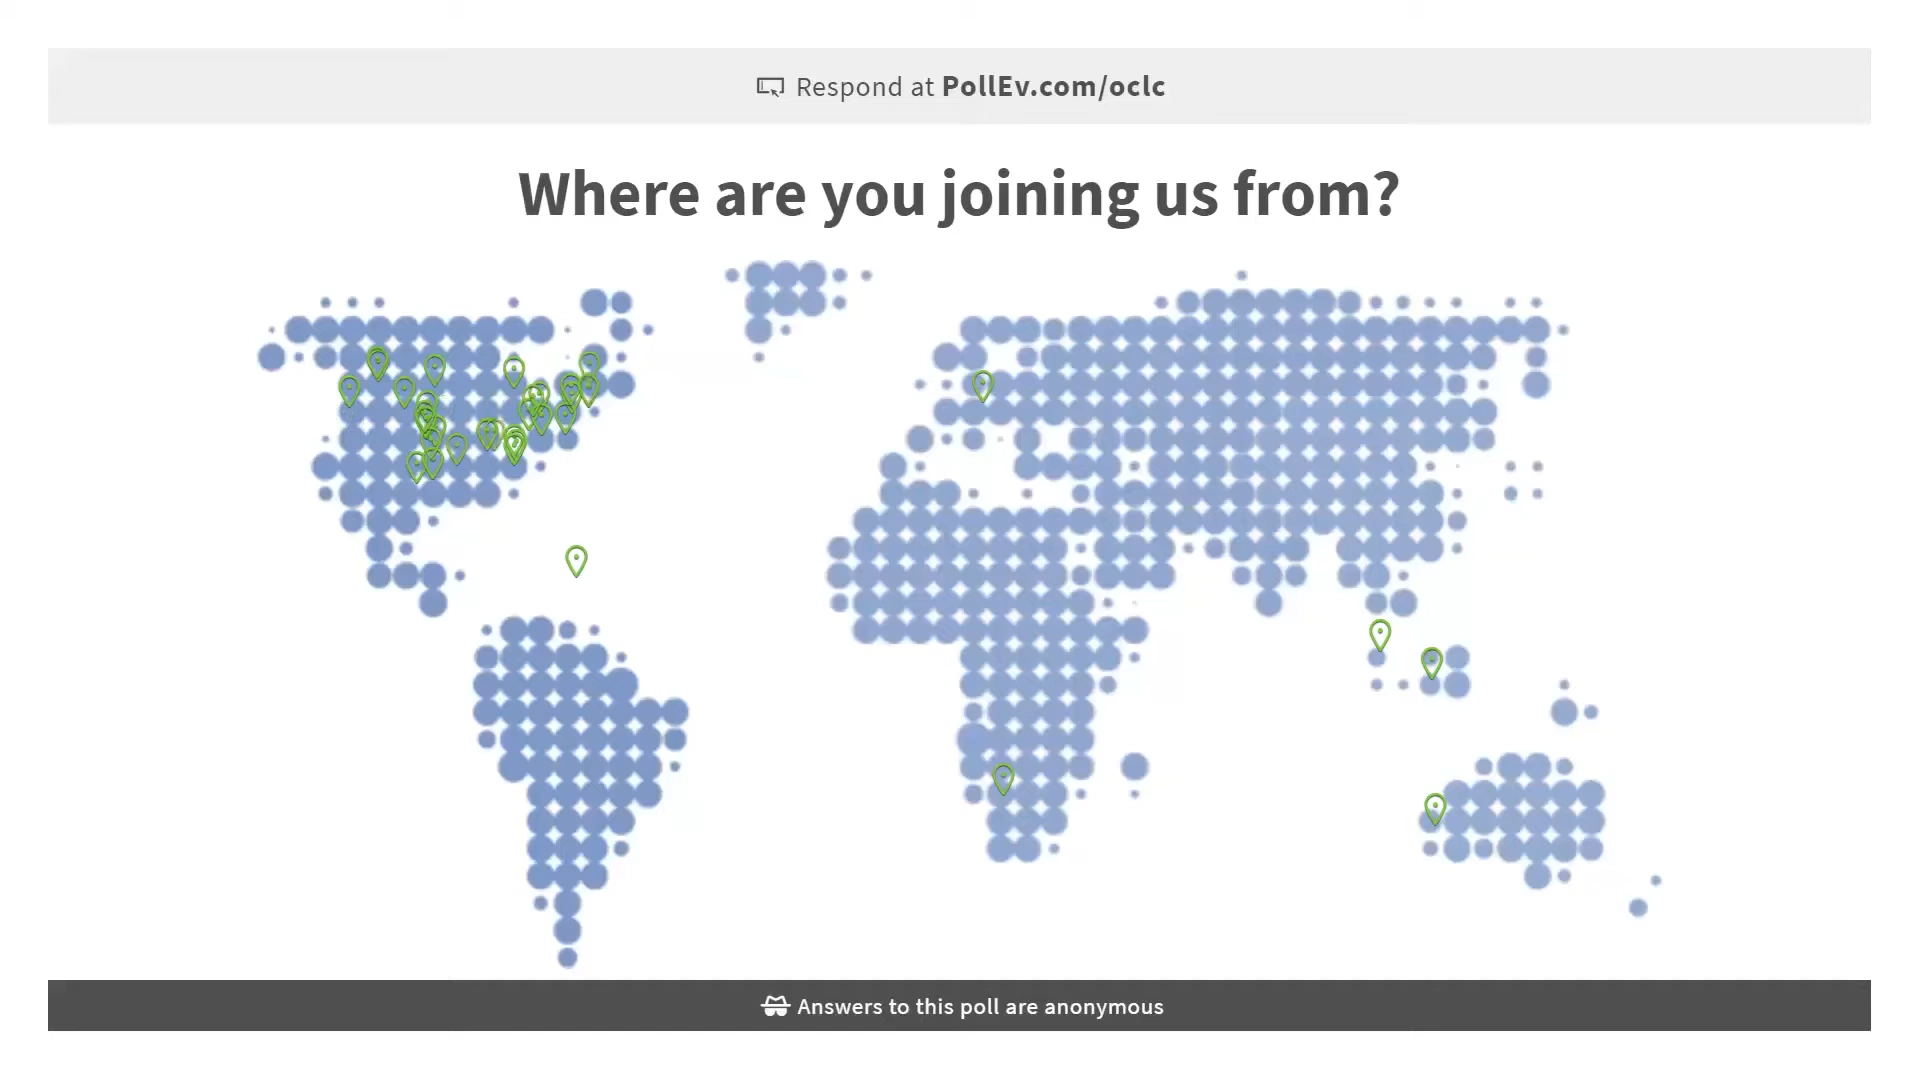 Respond at PollEv.com/oclc
Where are you joining us from?
Answers to this poll are anonymous